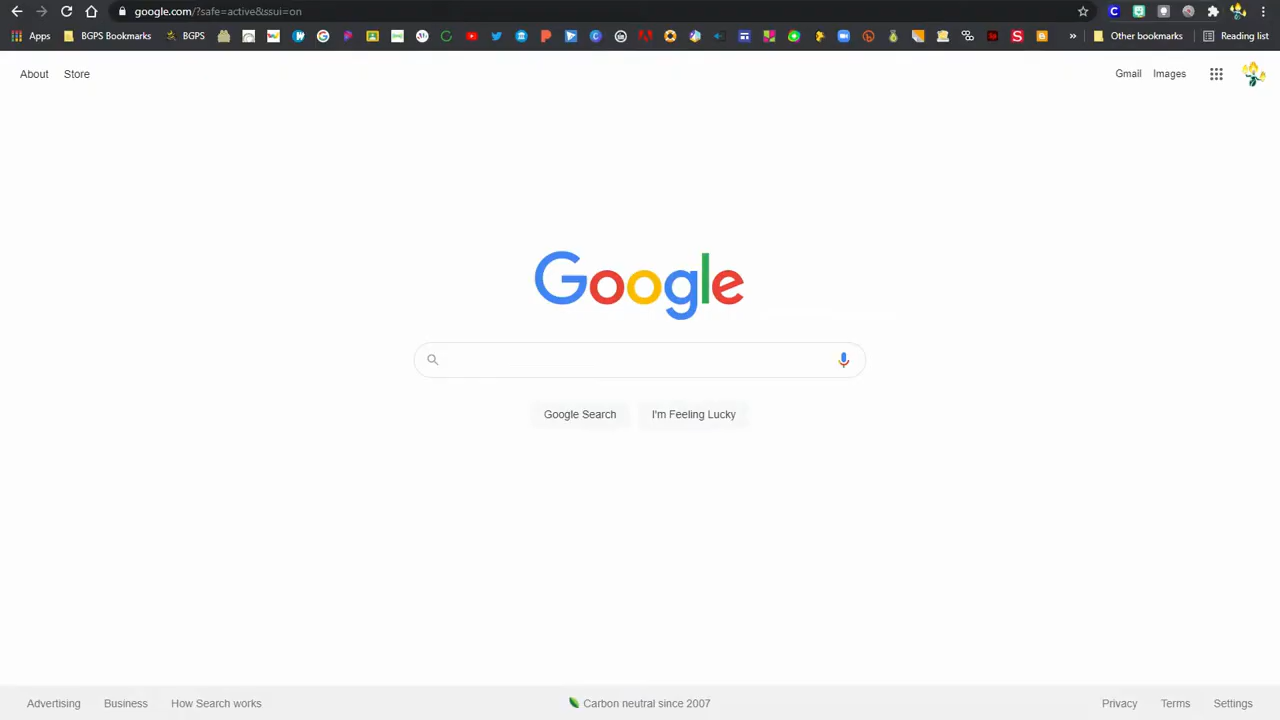 google.com/?safe=active&ssui=on
Apps BGPS Bookmarks BGPS » Other bookmarks Reading list
About Store Gmail Images
Google
Google Search I'm Feeling Lucky
Advertising Business How Search works Carbon neutral since 2007 Privacy Terms Settings